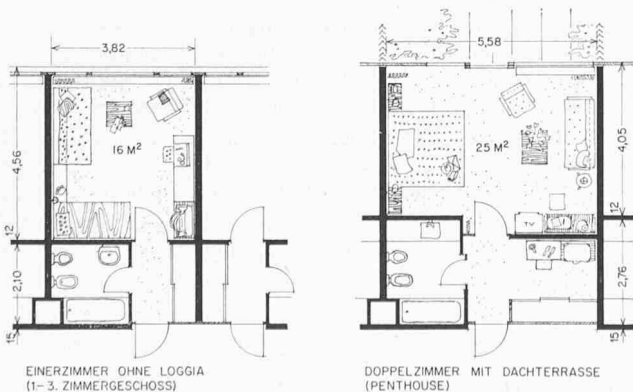 3,82
4,56
16 M²
12
2,10
15
EINERZIMMER OHNE LOGGIA
(1.– 3. ZIMMERGESCHOSS)
5,58
25 M²
4,05
12
2,76
15
DOPPELZIMMER MIT DACHTERRASSE
(PENTHOUSE)